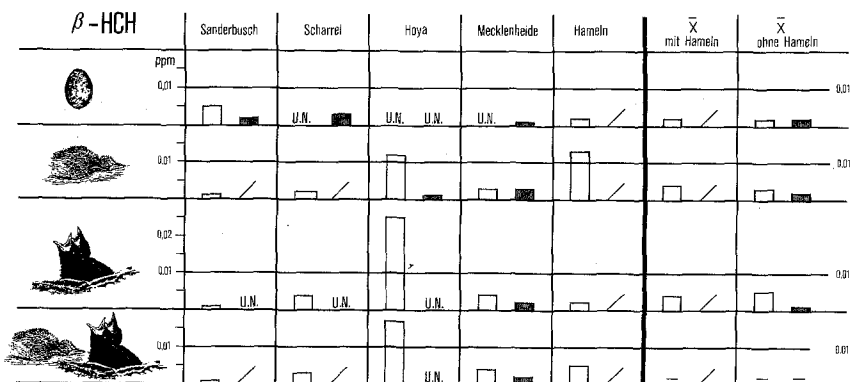 β-HCH Sanderbusch Scharrel Hoya Mecklenheide Hameln X̄ mit Hameln X̄ ohne Hameln
ppm
0,01 0,01
U.N. U.N. U.N. U.N.
0,01 0,01
0,02
0,01 0,01
U.N. U.N. U.N.
0,01 0,01
U.N.